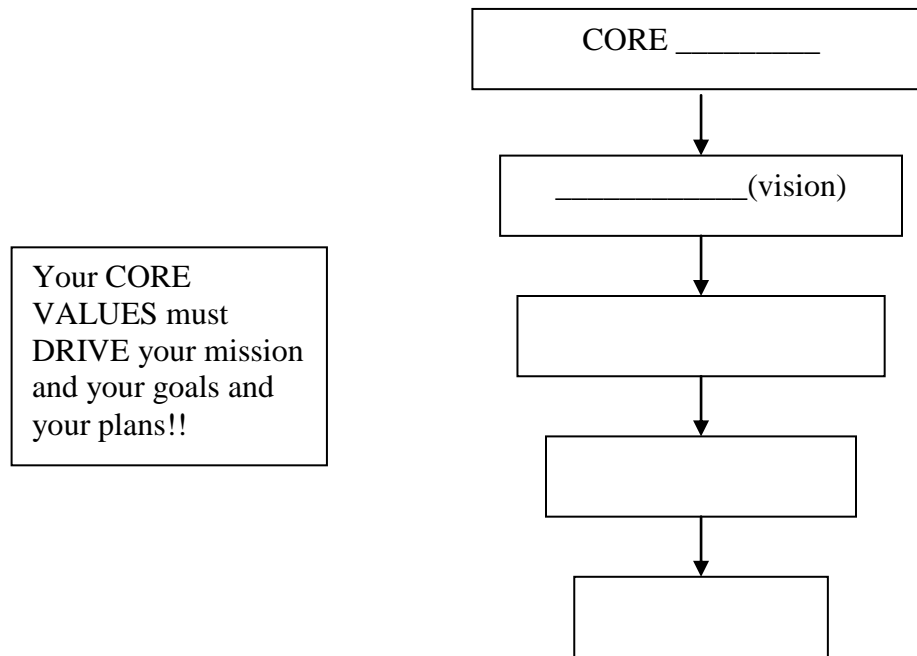 CORE _________
____________(vision)
Your CORE
VALUES must
DRIVE your mission
and your goals and
your plans!!